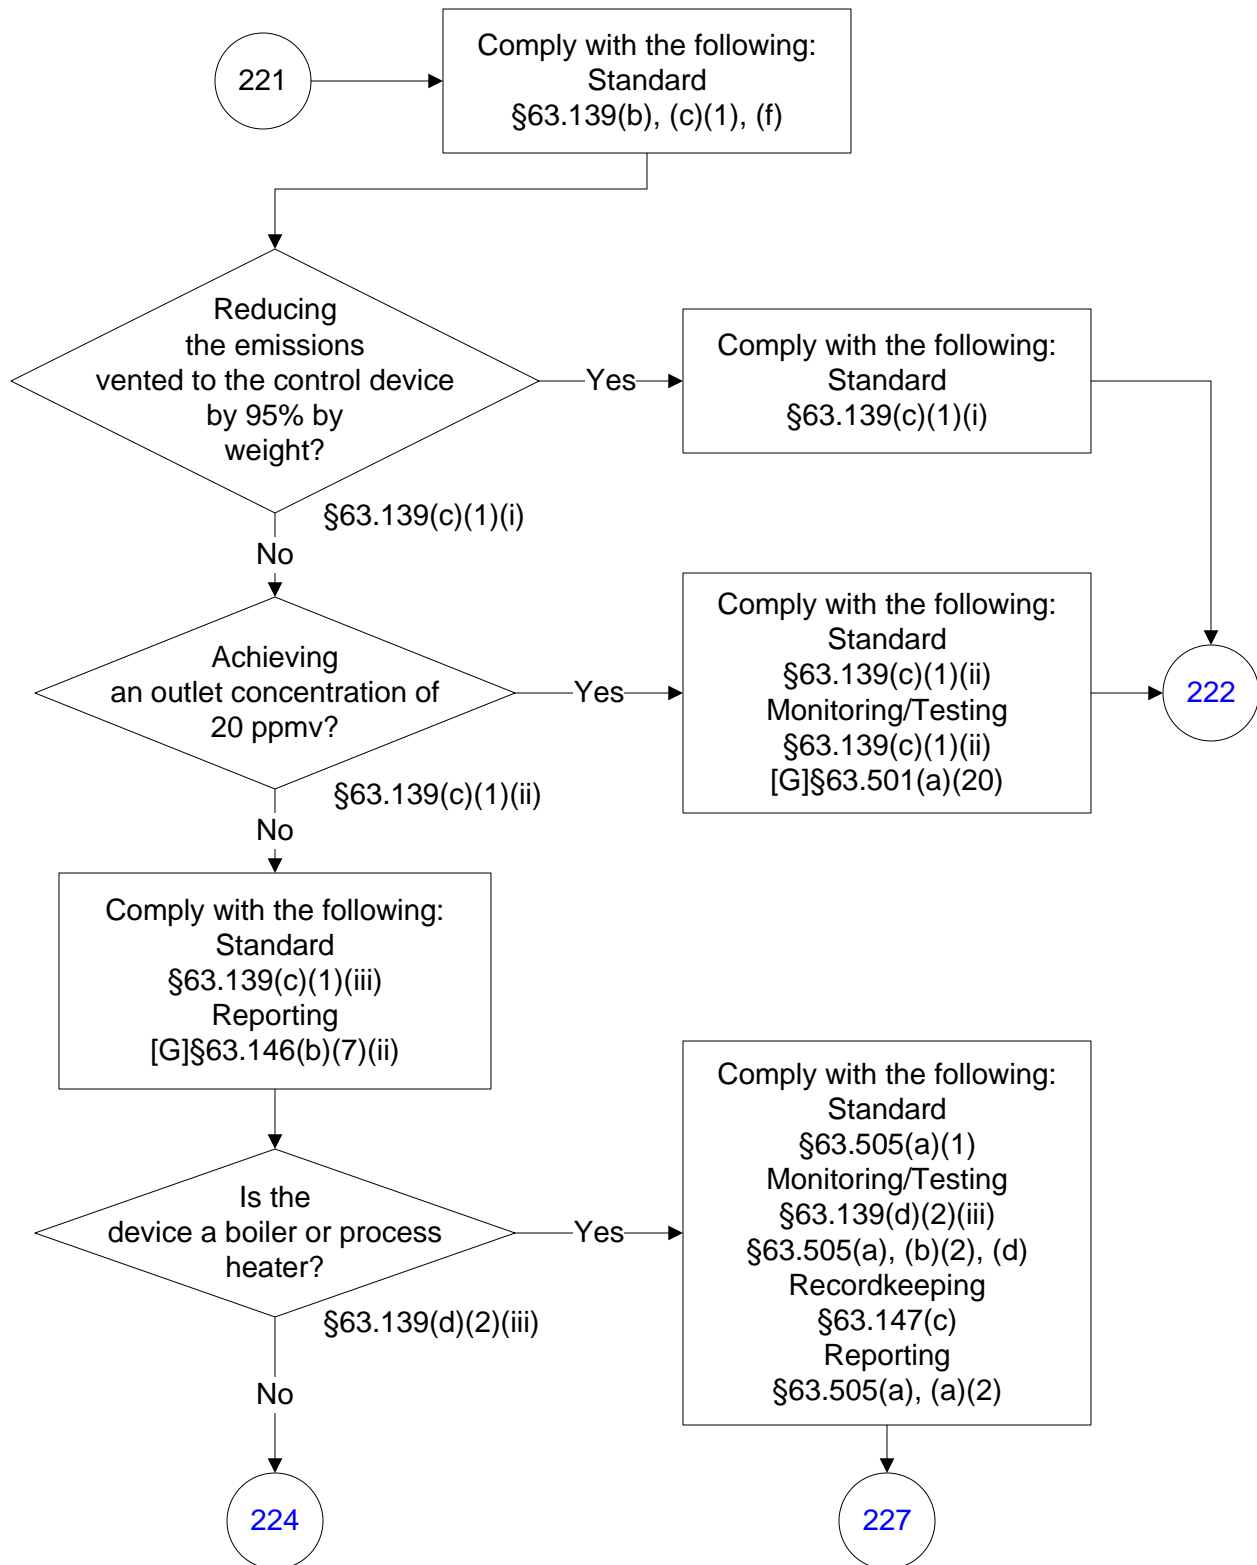 221
Comply with the following:
Standard
§63.139(b), (c)(1), (f)
Reducing
the emissions
vented to the control device
by 95% by
weight?
§63.139(c)(1)(i)
Yes
Comply with the following:
Standard
§63.139(c)(1)(i)
No
Achieving
an outlet concentration of
20 ppmv?
§63.139(c)(1)(ii)
Yes
Comply with the following:
Standard
§63.139(c)(1)(ii)
Monitoring/Testing
§63.139(c)(1)(ii)
[G]§63.501(a)(20)
222
No
Comply with the following:
Standard
§63.139(c)(1)(iii)
Reporting
[G]§63.146(b)(7)(ii)
Is the
device a boiler or process
heater?
§63.139(d)(2)(iii)
Yes
Comply with the following:
Standard
§63.505(a)(1)
Monitoring/Testing
§63.139(d)(2)(iii)
§63.505(a), (b)(2), (d)
Recordkeeping
§63.147(c)
Reporting
§63.505(a), (a)(2)
No
224
227